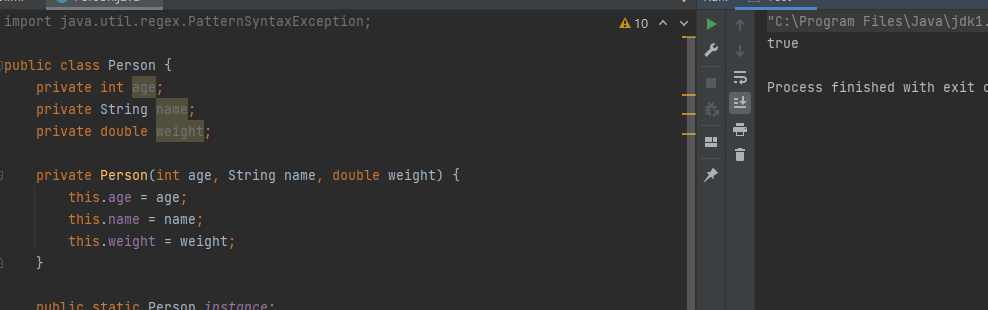 import java.util.regex.PatternSyntaxException;
10
public class Person {
private int age;
private String name;
private double weight;
private Person(int age, String name, double weight) {
this.age = age;
this.name = name;
this.weight = weight;
}
public static Person instance;
"C:\Program Files\Java\jdk1.
true
Process finished with exit